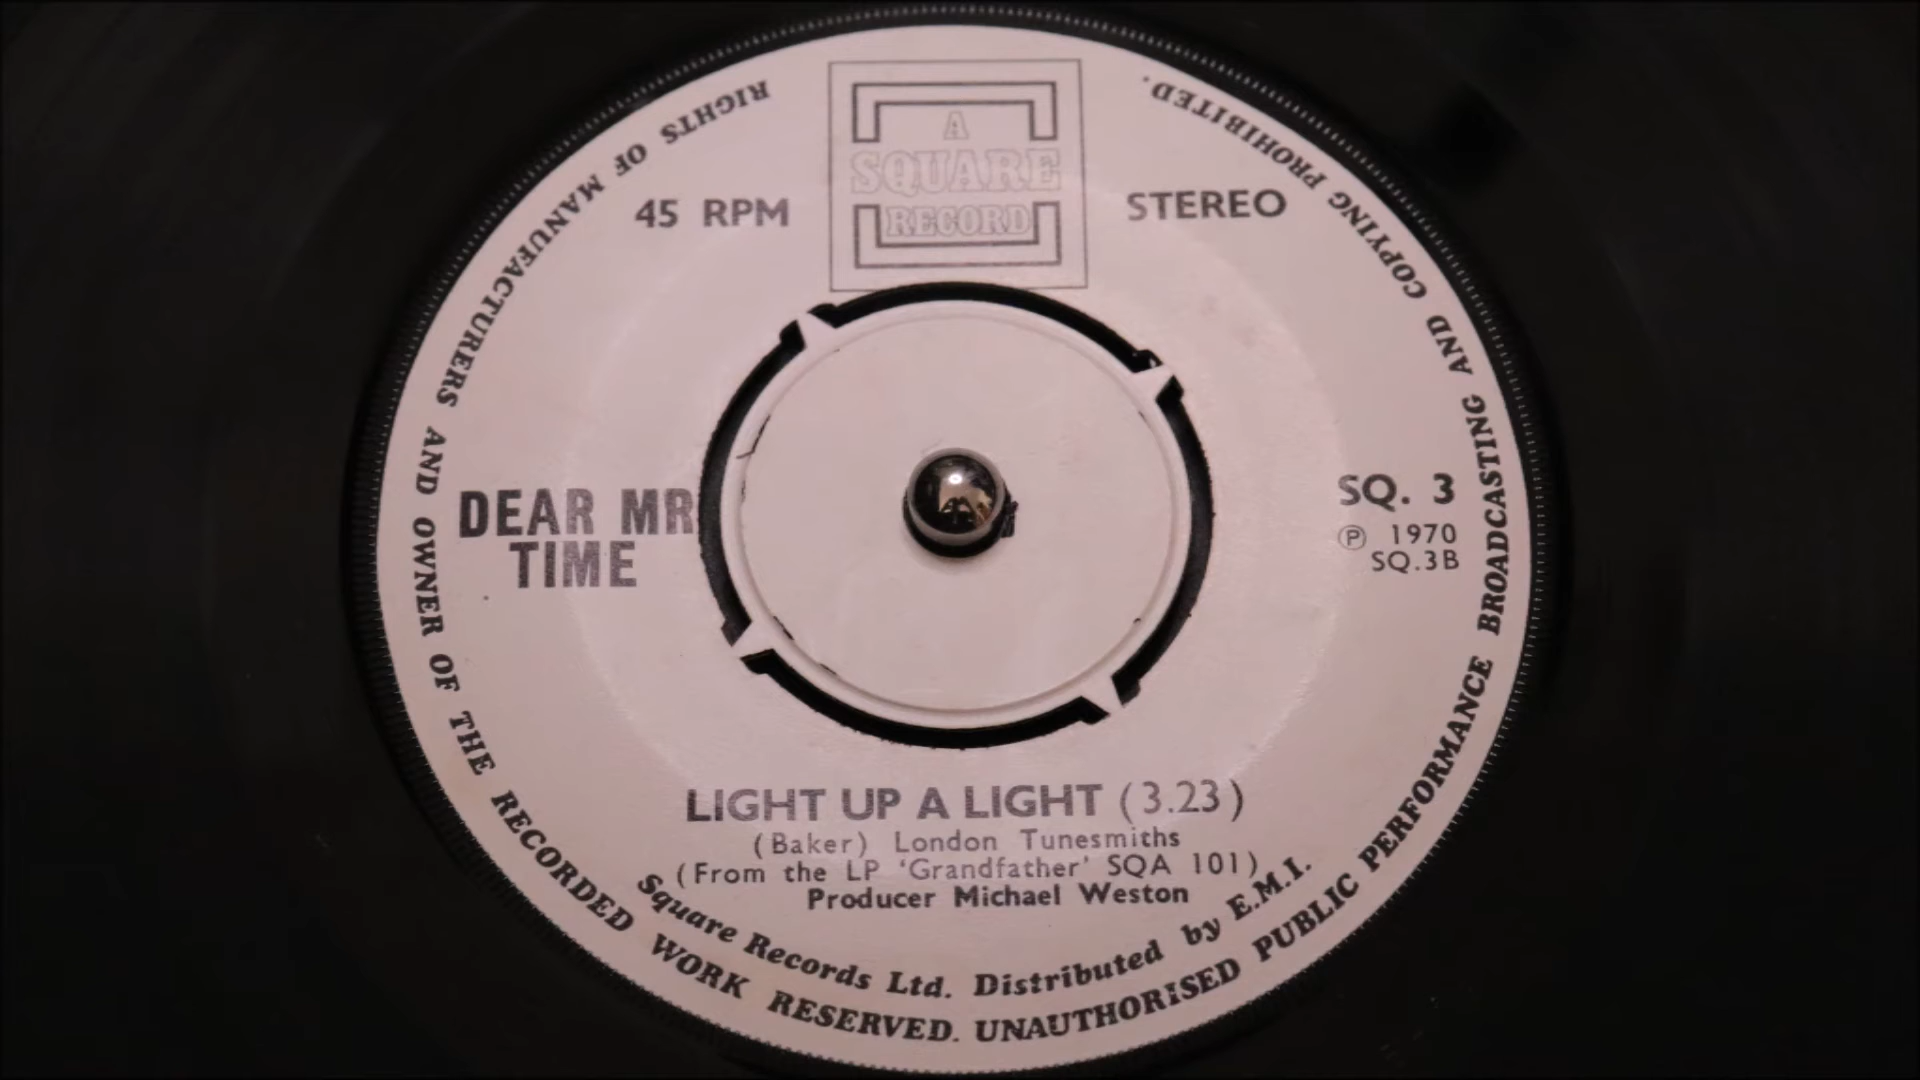 A
SQUARE
RECORD
45 RPM
STEREO
DEAR MR
TIME
SQ. 3
Ⓟ 1970
SQ.3B
LIGHT UP A LIGHT (3.23)
(Baker) London Tunesmiths
(From the LP ‘Grandfather’ SQA 101)
Producer Michael Weston
Square Records Ltd. Distributed by E.M.I.
RIGHTS OF MANUFACTURERS AND OWNER OF THE RECORDED WORK RESERVED. UNAUTHORISED PUBLIC PERFORMANCE BROADCASTING AND COPYING PROHIBITED.